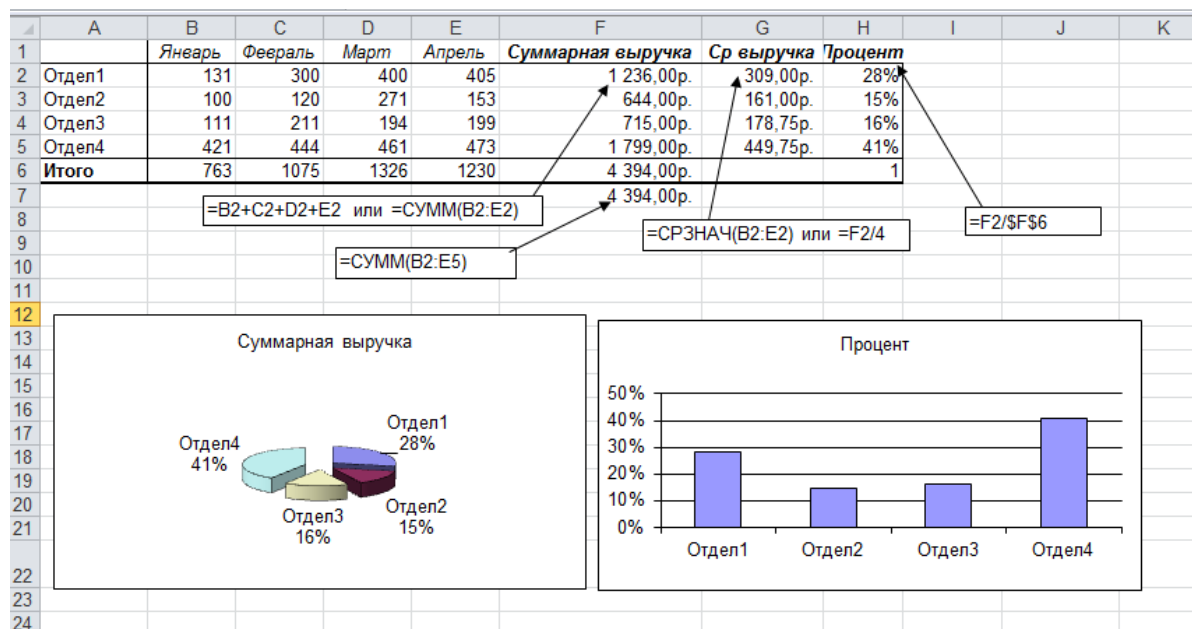 A B C D E F G H I J K
1 Январь Февраль Март Апрель Суммарная выручка Ср выручка Процент
2 Отдел1 131 300 400 405 1 236,00р. 309,00р. 28%
3 Отдел2 100 120 271 153 644,00р. 161,00р. 15%
4 Отдел3 111 211 194 199 715,00р. 178,75р. 16%
5 Отдел4 421 444 461 473 1 799,00р. 449,75р. 41%
6 Итого 763 1075 1326 1230 4 394,00р. 1
7 4 394,00р.
=B2+C2+D2+E2 или =СУММ(B2:E2)
=F2/$F$6
8
=СРЗНАЧ(B2:E2) или =F2/4
9
=СУММ(B2:E5)
10
11
12
13
14
15
16
17
18
19
20
21
22
23
24
Суммарная выручка
Отдел1
28%
Отдел4
41%
Отдел2
15%
Отдел3
16%
Процент
50%
40%
30%
20%
10%
0%
Отдел1 Отдел2 Отдел3 Отдел4